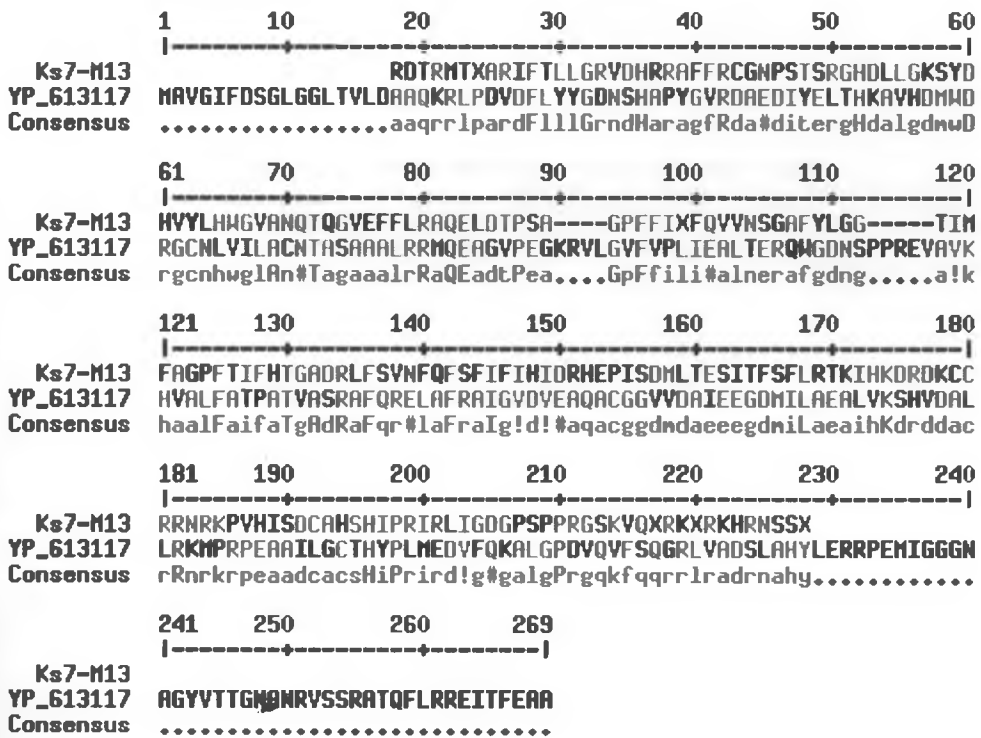 1 10 20 30 40 50 60
|---------+---------+---------+---------+---------+---------|
Ks7-M13 RDTRMTXARIFTLLGRVDHRRAFFRCGNPSTSRGHDLLGKSYD
YP_613117 MAVGIFDSGLGGLTVLDAAQKRLPDVDFLYYGDNSHAPYGVRDAEDIYELTHKAVHDMWD
Consensus .................aaqrrlpardFlllGrndHaragfRda#ditergHdalgdmwD
61 70 80 90 100 110 120
|---------+---------+---------+---------+---------+---------|
Ks7-M13 HVYLHWGVANQTQGVEFFLRAQELDTPSA----GPFFIXFQVVNSGAFYLGG-----TIM
YP_613117 RGCNLVILACNTASAAALRRMQEAGVPEGKRVLGVFVPLIEALTERQWGDNSPPREVAVK
Consensus rgcnhwglAn#TagaaalrRaQEadtPea....GpFfili#alnerafgdng.....a!k
121 130 140 150 160 170 180
|---------+---------+---------+---------+---------+---------|
Ks7-M13 FAGPFTIFHTGADRLFSVNFQFSFIFIHIDRHEPISDMLTESITFSFLRTKIHKDRDKCC
YP_613117 HVALFATPATVASRAFQRELAFRAIGVDVEAQACGGVVDAIEEGDMILAEALVKSHVDAL
Consensus haalFaifaTgAdRaFqr#laFraIg!d!#aqacggdmdaeeegdmiLaeaihKdrddac
181 190 200 210 220 230 240
|---------+---------+---------+---------+---------+---------|
Ks7-M13 RRNRKPVHISDCAHSHIPRIRLIGDGPSPPRGSKVQXRKXRKHRNSSX
YP_613117 LRKMPRPEAAILGCTHYPLMEDVFQKALGPDVQVFSQGRLVADSLAHYLERRPEMIGGGN
Consensus rRnrkrpeaadcacsHiPrird!g#galgPrgqkfqqrrlradrnahy............
241 250 260 269
|---------+---------+--------|
Ks7-M13
YP_613117 AGYVTTGNANRVSSRATQFLRREITFEAA
Consensus .............................